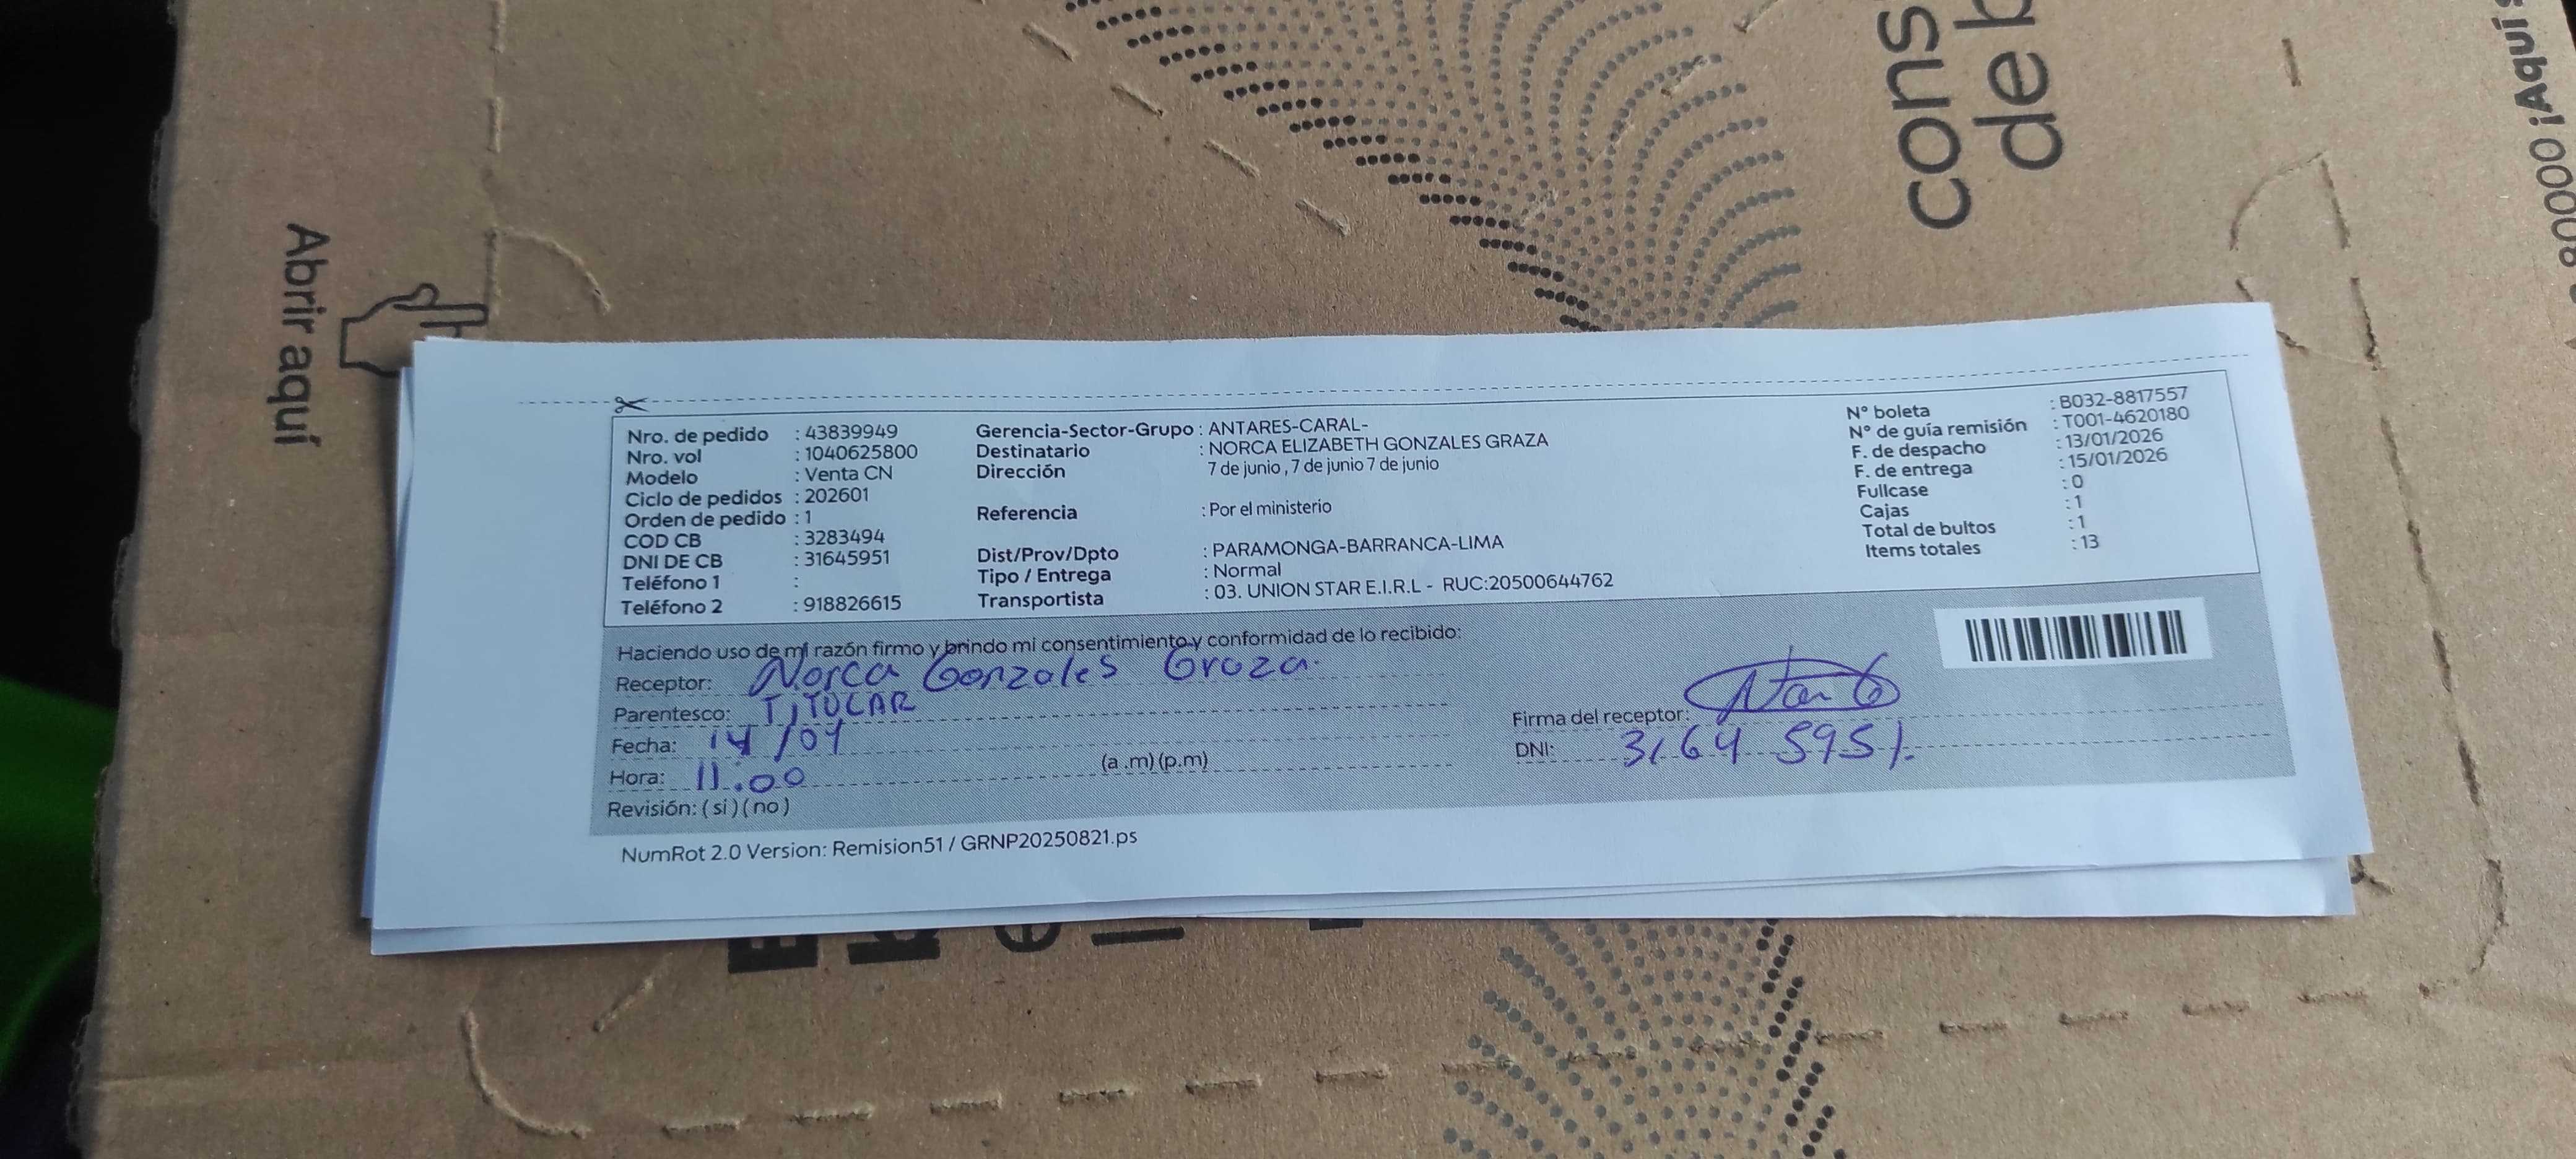 cons
de b
8000 ¡Aquí
Abrir aquí
Nro. de pedido : 43839949
Nro. vol : 1040625800
Modelo : Venta CN
Ciclo de pedidos : 202601
Orden de pedido : 1
COD CB : 3283494
DNI DE CB : 31645951
Teléfono 1 :
Teléfono 2 : 918826615
Gerencia-Sector-Grupo : ANTARES-CARAL-
Destinatario : NORCA ELIZABETH GONZALES GRAZA
Dirección 7 de junio , 7 de junio 7 de junio
Referencia : Por el ministerio
Dist/Prov/Dpto : PARAMONGA-BARRANCA-LIMA
Tipo / Entrega : Normal
Transportista : 03. UNION STAR E.I.R.L - RUC:20500644762
N° boleta : B032-8817557
N° de guía remisión : T001-4620180
F. de despacho : 13/01/2026
F. de entrega : 15/01/2026
Fullcase : 0
Cajas : 1
Total de bultos : 1
Items totales : 13
Haciendo uso de mi razón firmo y brindo mi consentimiento y conformidad de lo recibido:
Receptor: Norca Gonzales Graza.
Parentesco: TITULAR
Fecha: 14/01
Hora: 11:00 (a .m) (p.m)
Revisión: ( si ) ( no )
Firma del receptor:
DNI: 31645951.
NumRot 2.0 Version: Remision51 / GRNP20250821.ps